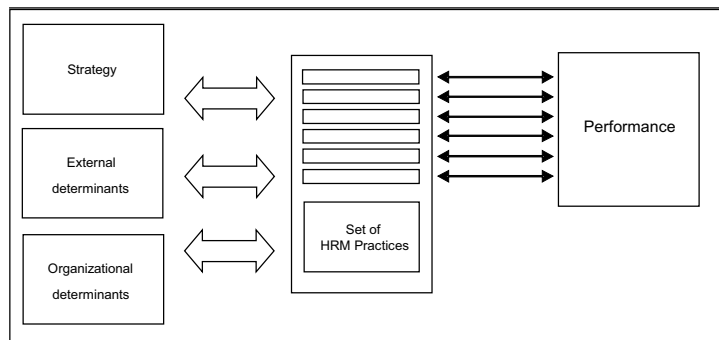 Strategy
External
determinants
Organizational
determinants
Set of
HRM Practices
Performance